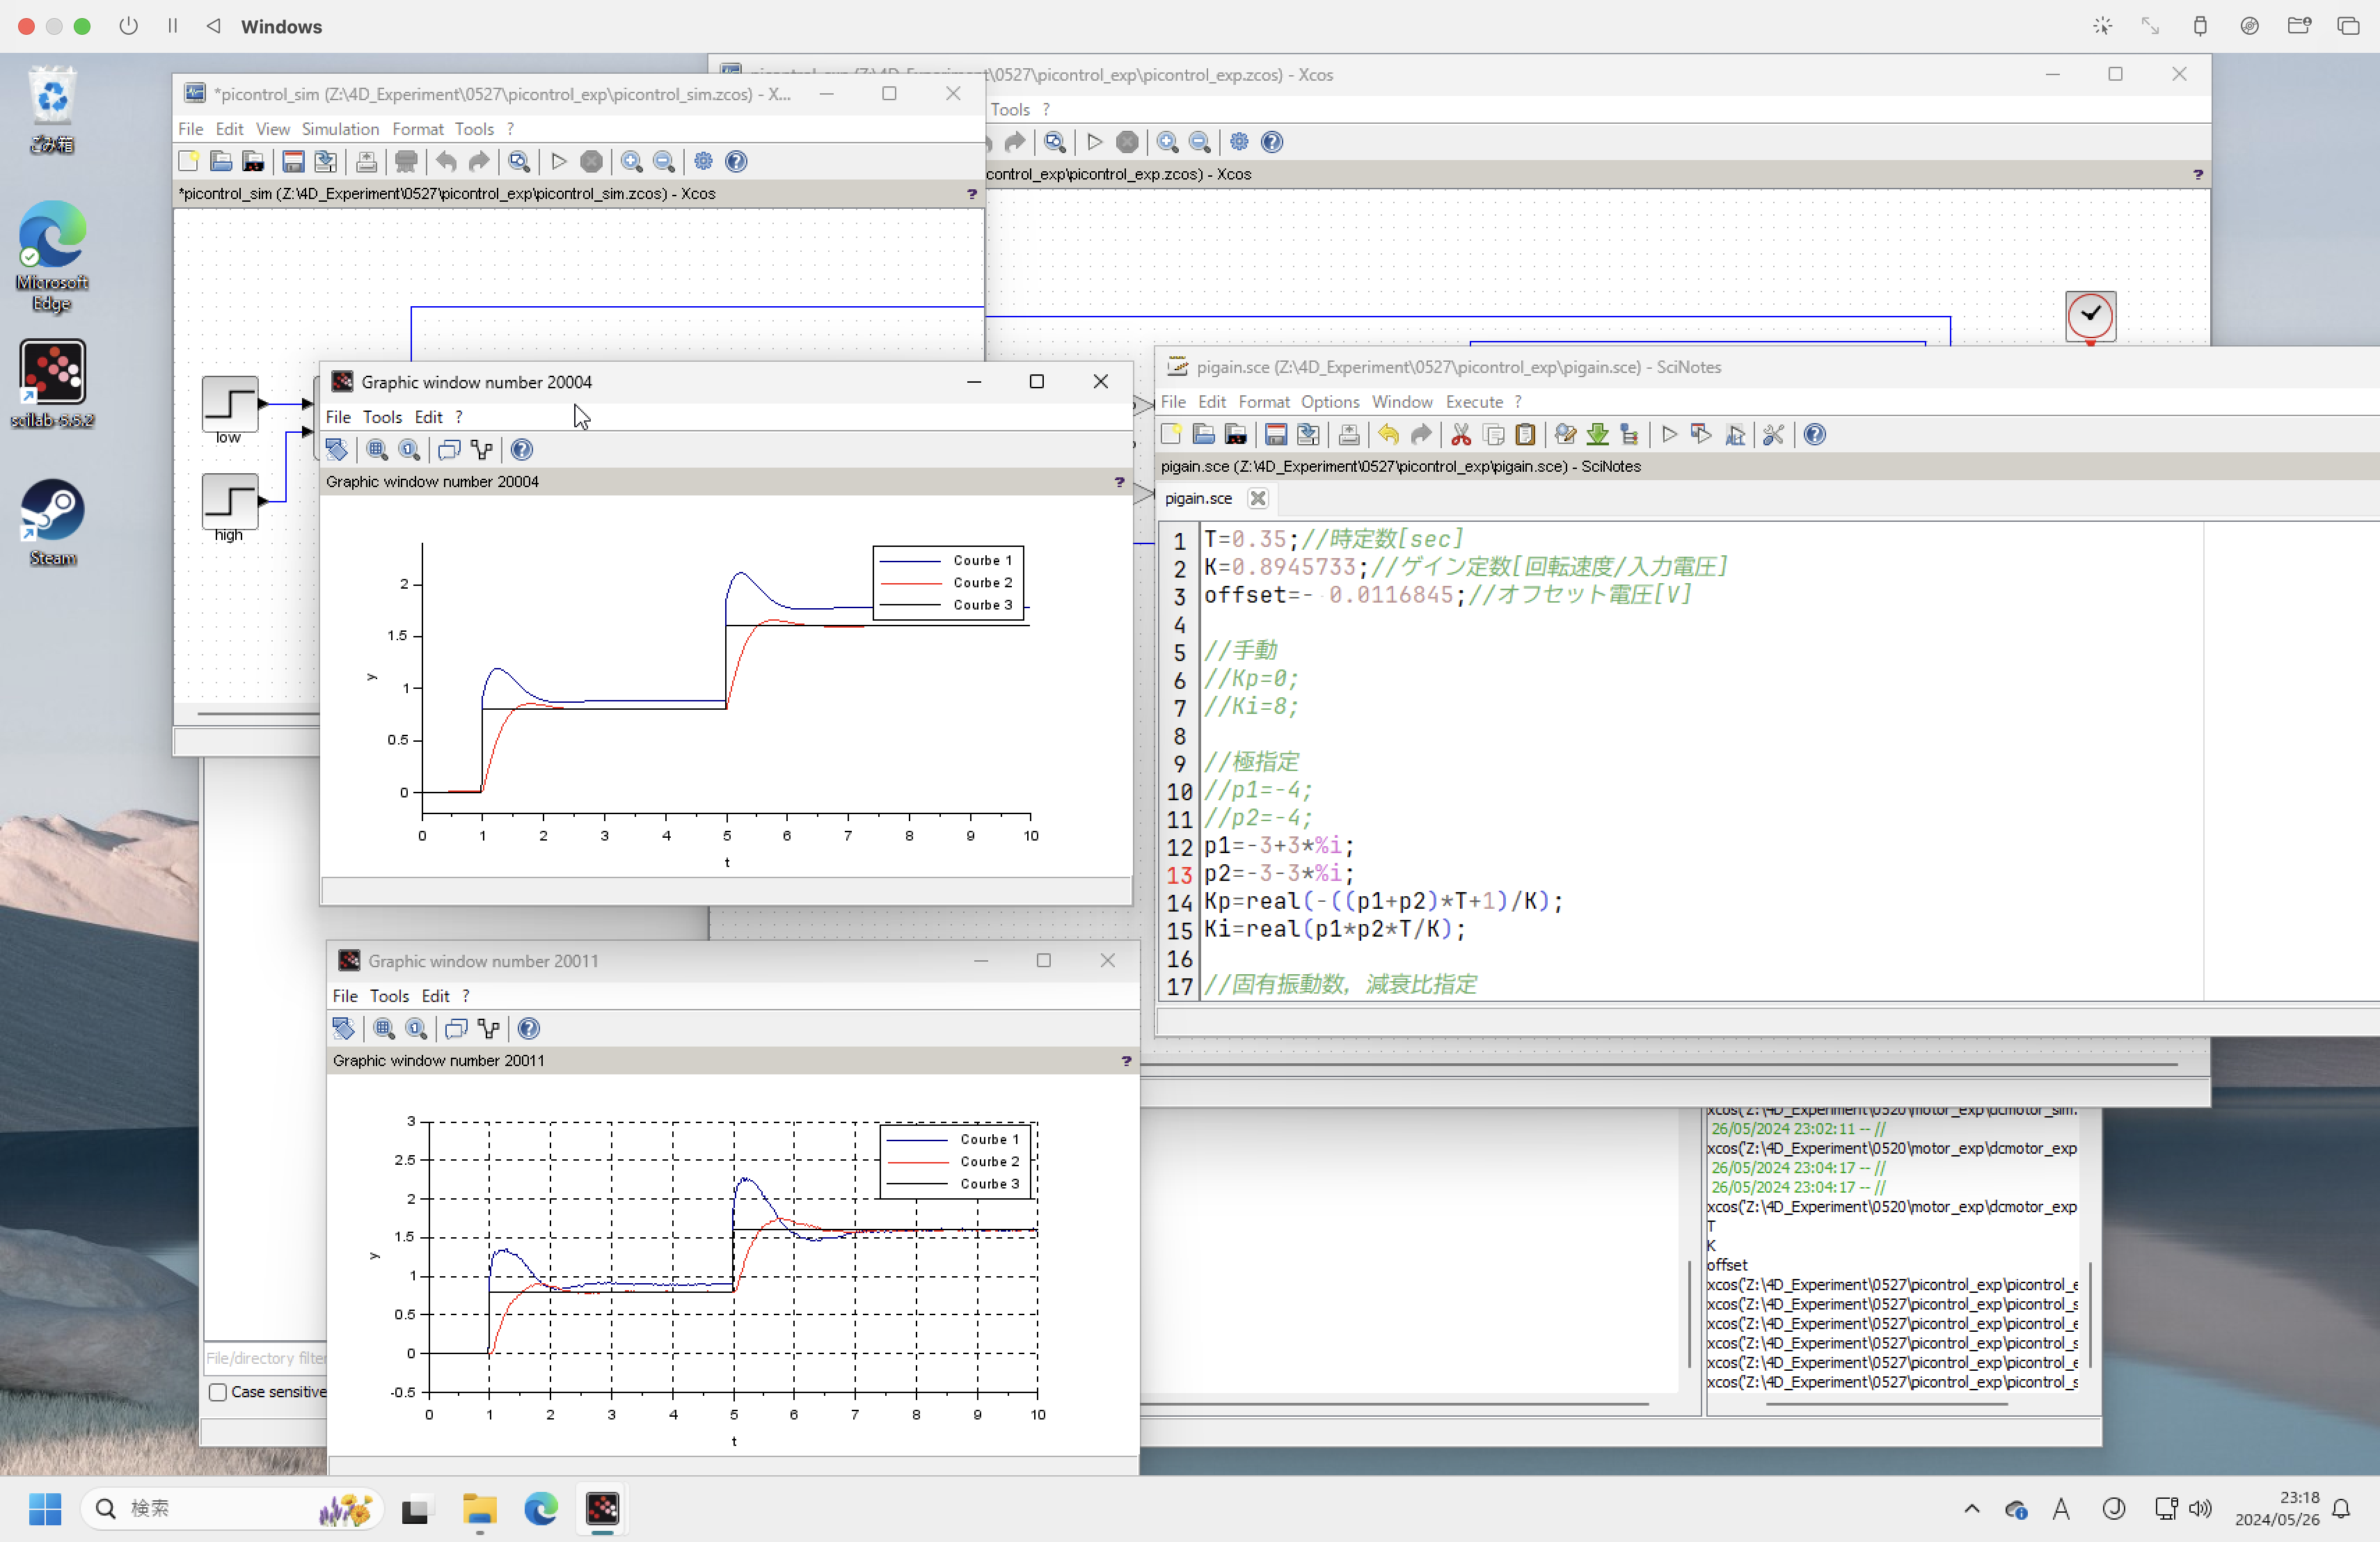 Windows
ごみ箱
Microsoft
Edge
scilab-5.5.2
Steam
*picontrol_sim (Z:\4D_Experiment\0527\picontrol_exp\picontrol_sim.zcos) - X...
File Edit View Simulation Format Tools ?
*picontrol_sim (Z:\4D_Experiment\0527\picontrol_exp\picontrol_sim.zcos) - Xcos
?
low
high
\0527\picontrol_exp\picontrol_exp.zcos) - Xcos
Tools ?
control_exp\picontrol_exp.zcos) - Xcos
?
Graphic window number 20004
File Tools Edit ?
Graphic window number 20004
?
Courbe 1
Courbe 2
Courbe 3
2
1.5
1
0.5
0
y
0 1 2 3 4 5 6 7 8 9 10
t
pigain.sce (Z:\4D_Experiment\0527\picontrol_exp\pigain.sce) - SciNotes
File Edit Format Options Window Execute ?
pigain.sce (Z:\4D_Experiment\0527\picontrol_exp\pigain.sce) - SciNotes
pigain.sce
1 T=0.35;//時定数[sec]
2 K=0.8945733;//ゲイン定数[回転速度/入力電圧]
3 offset=- 0.0116845;//オフセット電圧[V]
4
5 //手動
6 //Kp=0;
7 //Ki=8;
8
9 //極指定
10 //p1=-4;
11 //p2=-4;
12 p1=-3+3*%i;
13 p2=-3-3*%i;
14 Kp=real(-((p1+p2)*T+1)/K);
15 Ki=real(p1*p2*T/K);
16
17 //固有振動数，減衰比指定
Graphic window number 20011
File Tools Edit ?
Graphic window number 20011
?
Courbe 1
Courbe 2
Courbe 3
3
2.5
2
1.5
1
0.5
0
-0.5
y
0 1 2 3 4 5 6 7 8 9 10
t
File/directory filter
Case sensitive
xcos('Z:\4D_Experiment\0520\motor_exp\dcmotor_sim.
26/05/2024 23:02:11 -- //
xcos('Z:\4D_Experiment\0520\motor_exp\dcmotor_exp
26/05/2024 23:04:17 -- //
26/05/2024 23:04:17 -- //
xcos('Z:\4D_Experiment\0520\motor_exp\dcmotor_exp
T
K
offset
xcos('Z:\4D_Experiment\0527\picontrol_exp\picontrol_e
xcos('Z:\4D_Experiment\0527\picontrol_exp\picontrol_s
xcos('Z:\4D_Experiment\0527\picontrol_exp\picontrol_e
xcos('Z:\4D_Experiment\0527\picontrol_exp\picontrol_s
xcos('Z:\4D_Experiment\0527\picontrol_exp\picontrol_e
xcos('Z:\4D_Experiment\0527\picontrol_exp\picontrol_s
検索
A
23:18
2024/05/26